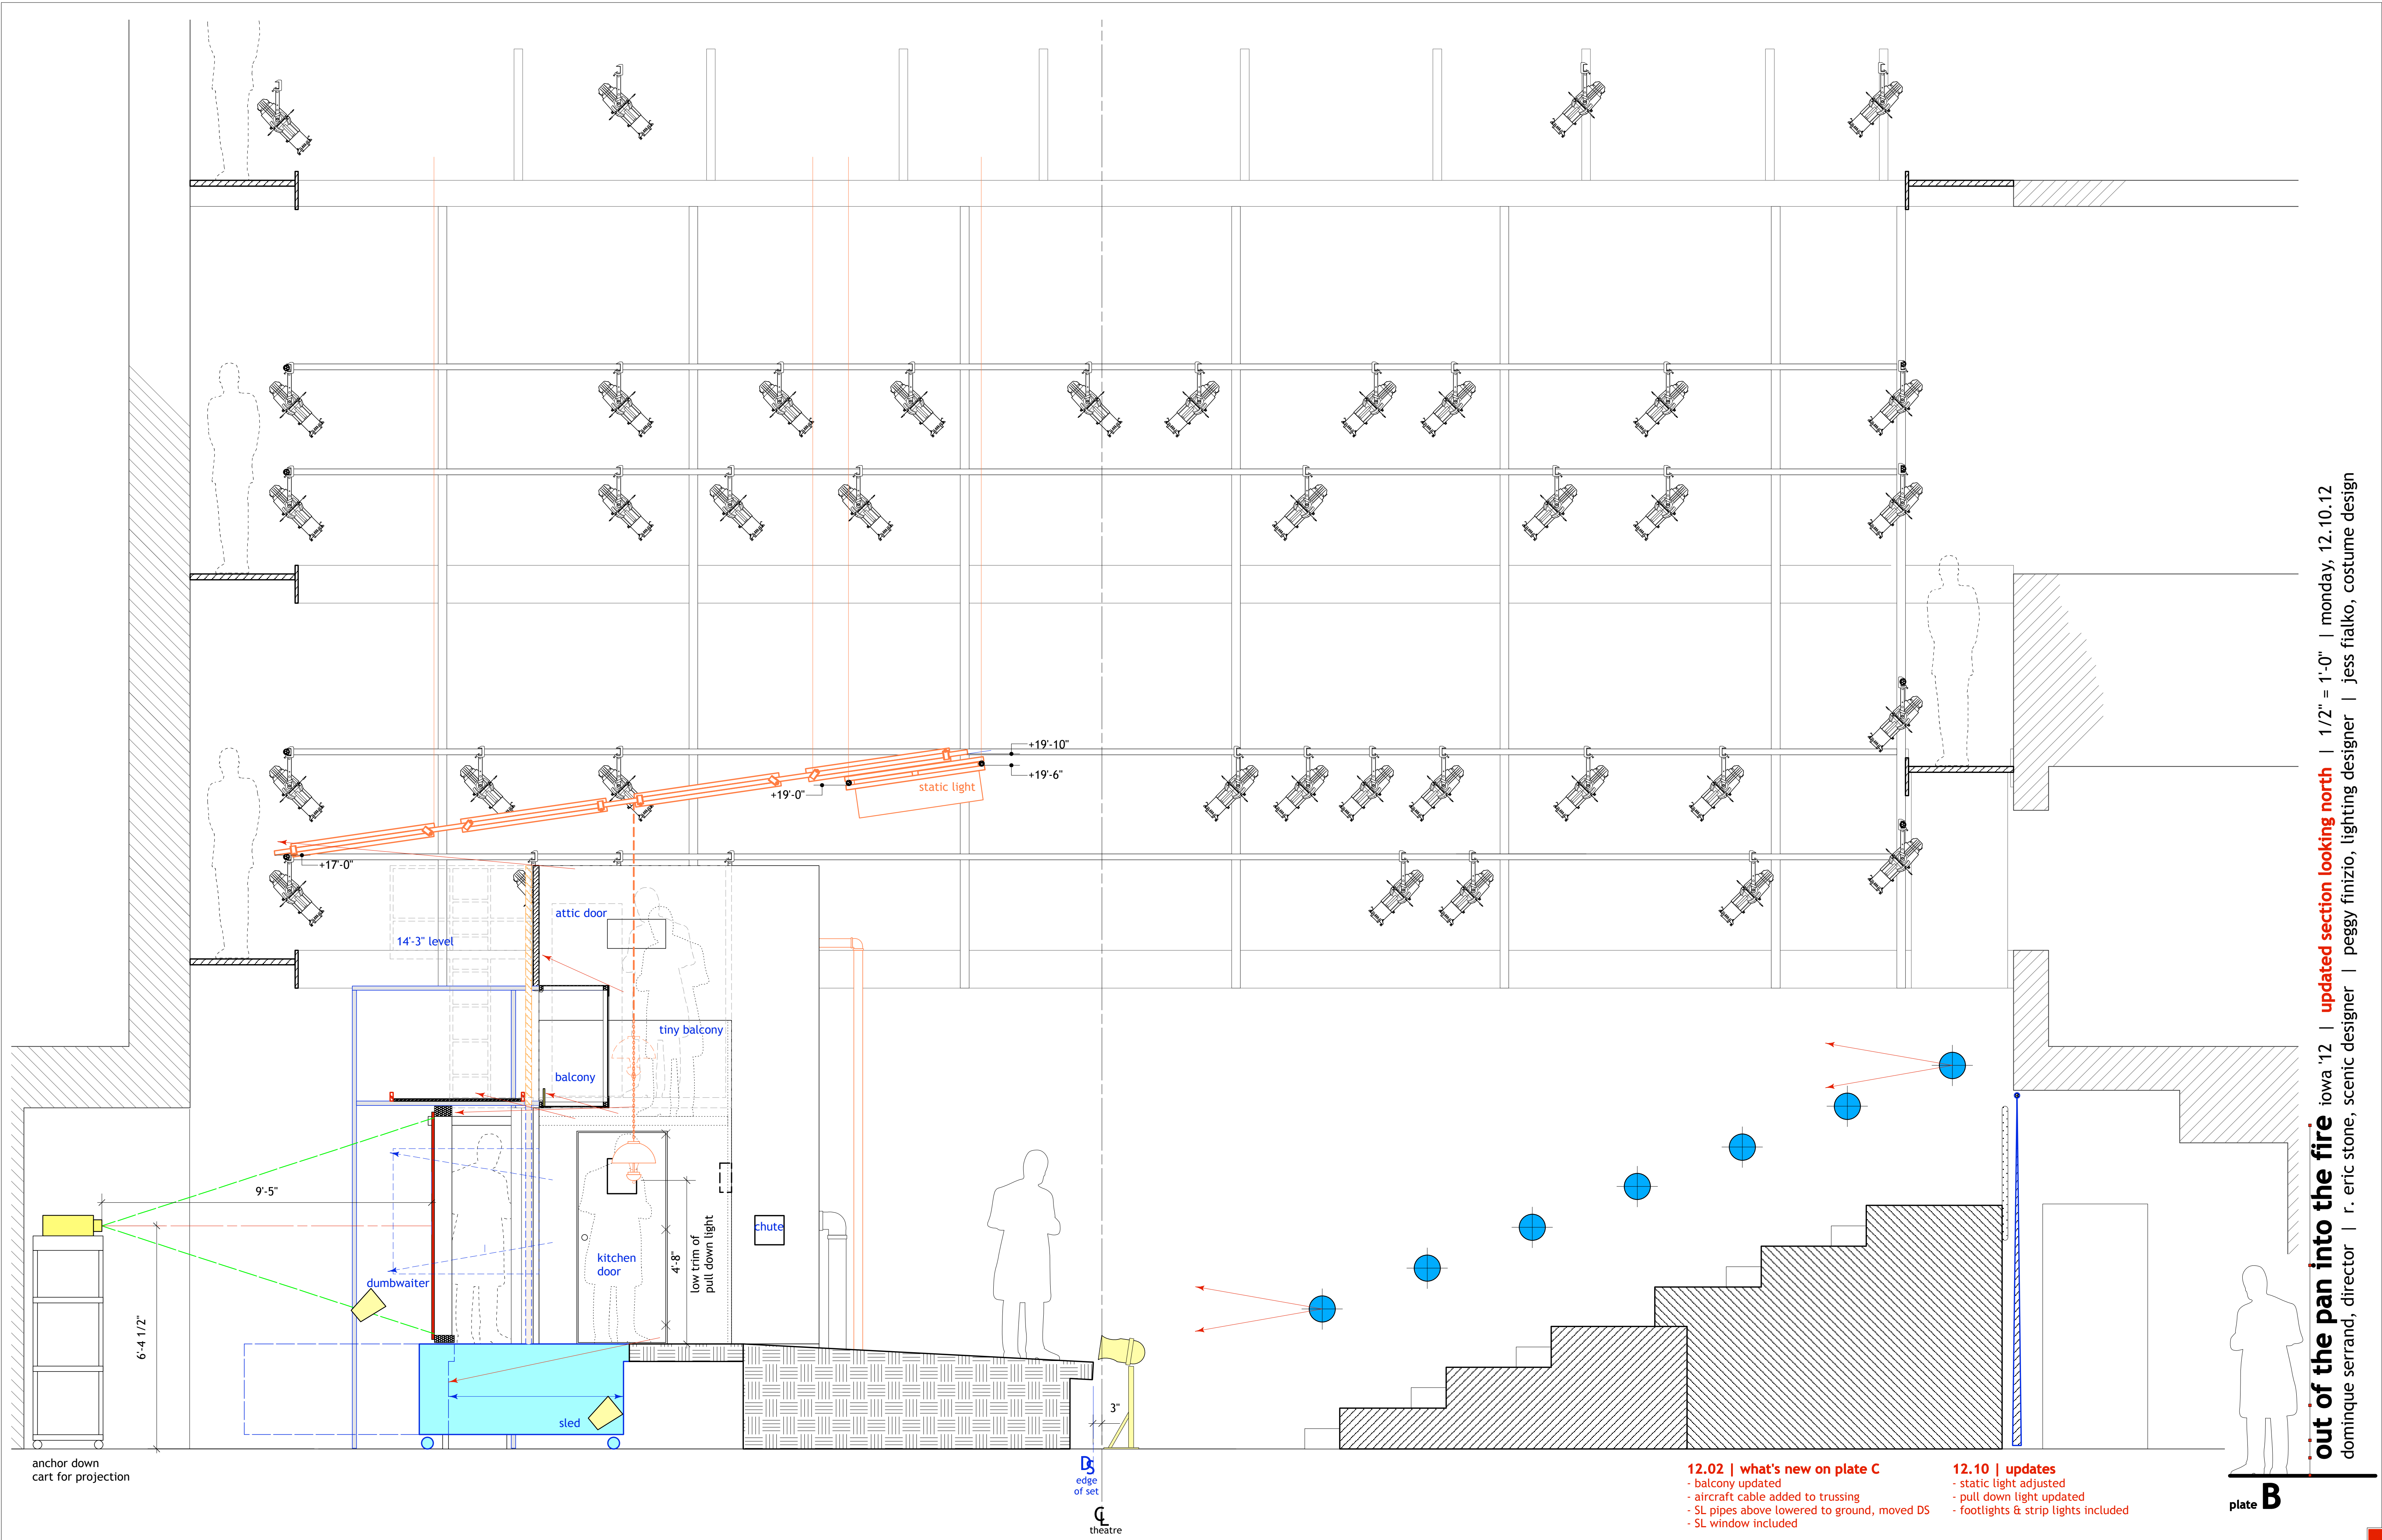 +19'-10"
+19'-6"
+19'-0"
static light
+17'-0"
attic door
14'-3" level
tiny balcony
balcony
9'-5"
chute
kitchen
door
4'-8"
low trim of
pull down light
dumbwaiter
6'-4 1/2"
sled
3"
anchor down
cart for projection
DS
edge
of set
CL
theatre
12.02 | what's new on plate C
- balcony updated
- aircraft cable added to trussing
- SL pipes above lowered to ground, moved DS
- SL window included
12.10 | updates
- static light adjusted
- pull down light updated
- footlights & strip lights included
plate B
out of the pan into the fire iowa '12 | updated section looking north | 1/2" = 1'-0" | monday, 12.10.12
dominque serrand, director | r. eric stone, scenic designer | peggy finizio, lighting designer | jess fialko, costume design